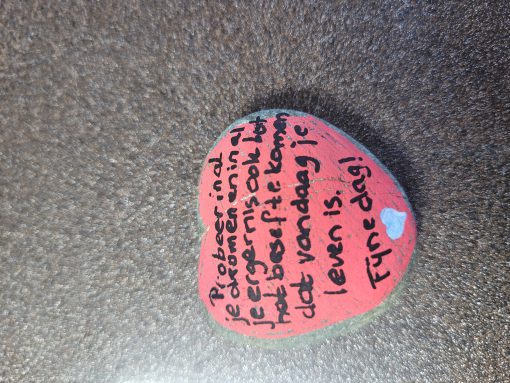 Probeer in al
je dromen en in al
je ergernis ook tot
het besef te komen
dat vandaag je
leven is.
Fyne dag!